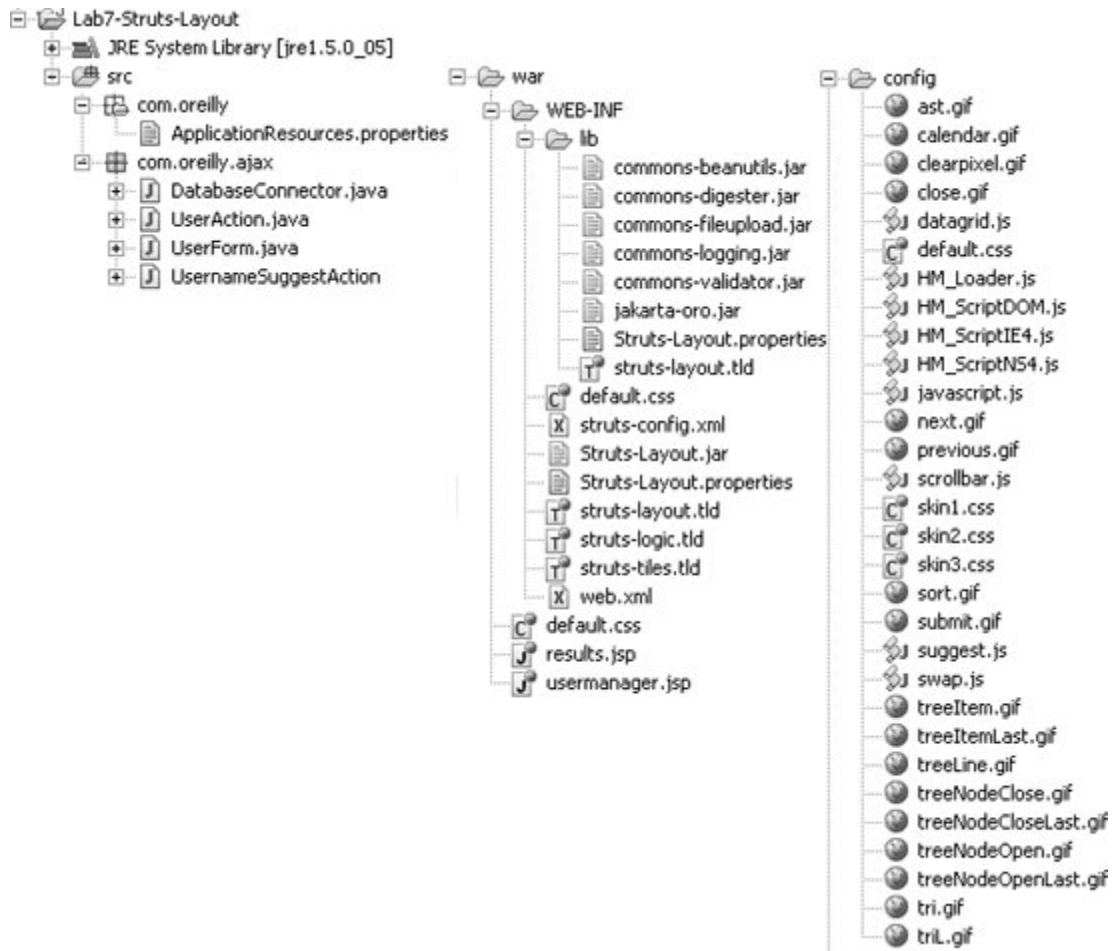 Lab7-Struts-Layout
JRE System Library [jre1.5.0_05]
src
com.oreilly
ApplicationResources.properties
com.oreilly.ajax
DatabaseConnector.java
UserAction.java
UserForm.java
UsernameSuggestAction
war
WEB-INF
lib
commons-beanutils.jar
commons-digester.jar
commons-fileupload.jar
commons-logging.jar
commons-validator.jar
jakarta-oro.jar
Struts-Layout.properties
struts-layout.tld
default.css
struts-config.xml
Struts-Layout.jar
Struts-Layout.properties
struts-layout.tld
struts-logic.tld
struts-tiles.tld
web.xml
default.css
results.jsp
usermanager.jsp
config
ast.gif
calendar.gif
clearpixel.gif
close.gif
datagrid.js
default.css
HM_Loader.js
HM_ScriptDOM.js
HM_ScriptIE4.js
HM_ScriptNS4.js
javascript.js
next.gif
previous.gif
scrollbar.js
skin1.css
skin2.css
skin3.css
sort.gif
submit.gif
suggest.js
swap.js
treeItem.gif
treeItemLast.gif
treeLine.gif
treeNodeClose.gif
treeNodeCloseLast.gif
treeNodeOpen.gif
treeNodeOpenLast.gif
tri.gif
triL.gif